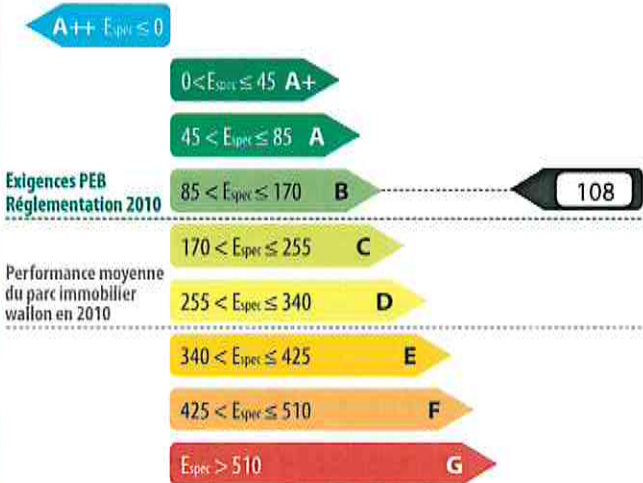 A++ Espec ≤ 0
0 < Espec ≤ 45 A+
45 < Espec ≤ 85 A
Exigences PEB
Réglementation 2010
85 < Espec ≤ 170 B
108
170 < Espec ≤ 255 C
Performance moyenne
du parc immobilier
wallon en 2010
255 < Espec ≤ 340 D
340 < Espec ≤ 425 E
425 < Espec ≤ 510 F
Espec > 510 G